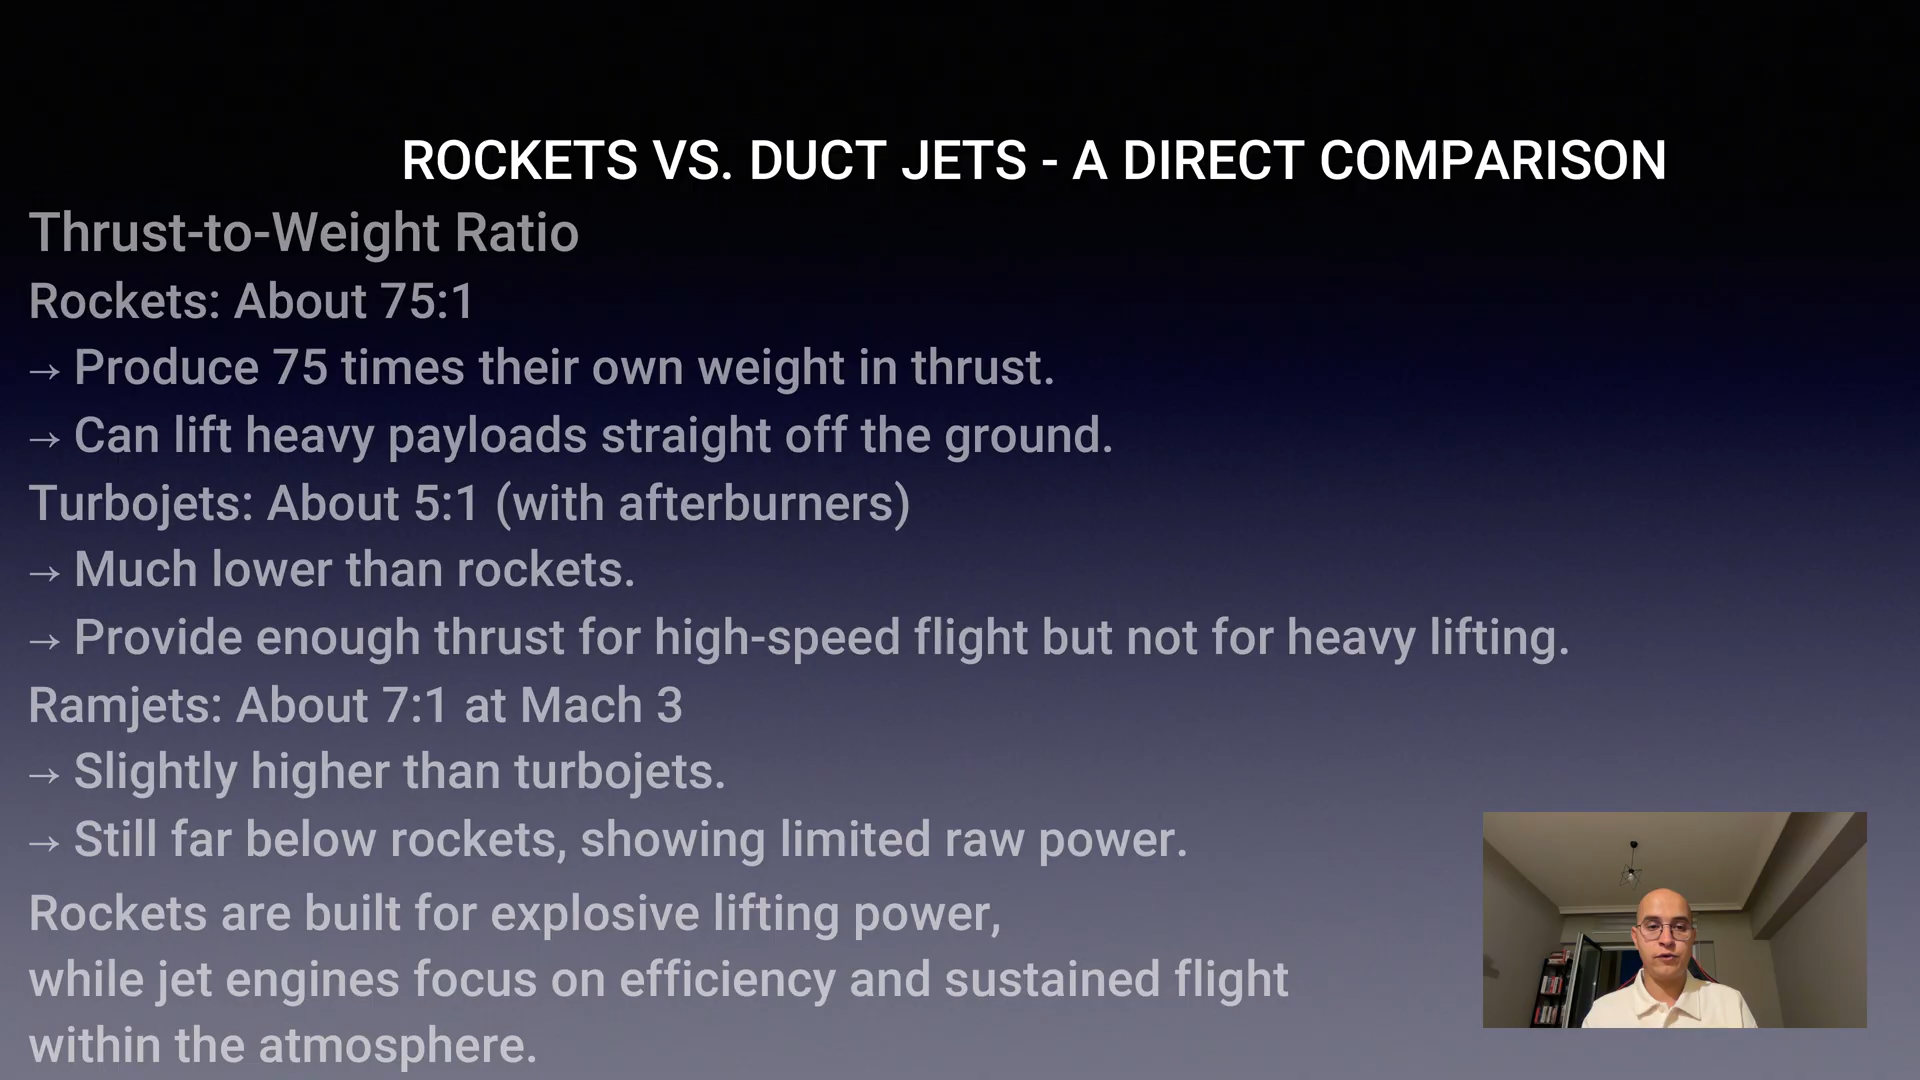 ROCKETS VS. DUCT JETS - A DIRECT COMPARISON
Thrust-to-Weight Ratio
Rockets: About 75:1
→ Produce 75 times their own weight in thrust.
→ Can lift heavy payloads straight off the ground.
Turbojets: About 5:1 (with afterburners)
→ Much lower than rockets.
→ Provide enough thrust for high-speed flight but not for heavy lifting.
Ramjets: About 7:1 at Mach 3
→ Slightly higher than turbojets.
→ Still far below rockets, showing limited raw power.
Rockets are built for explosive lifting power,
while jet engines focus on efficiency and sustained flight
within the atmosphere.